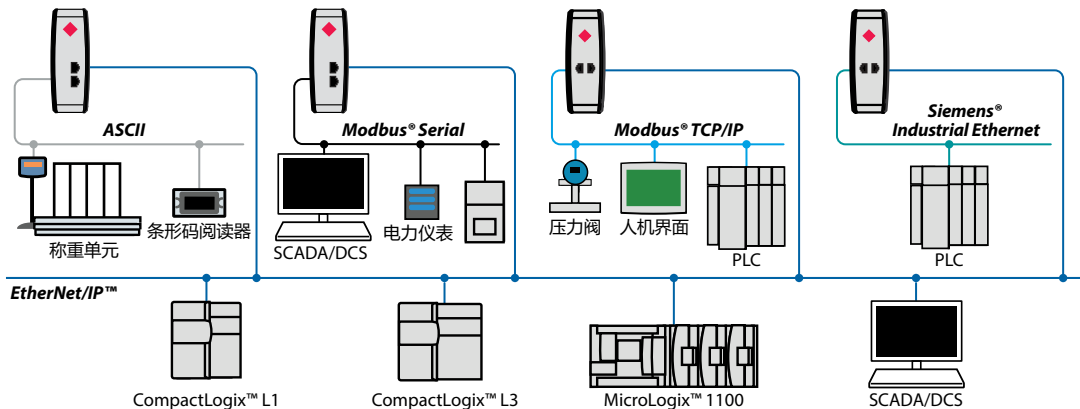 ASCII
Modbus® Serial
Modbus® TCP/IP
Siemens®
Industrial Ethernet
称重单元
条形码阅读器
SCADA/DCS
电力仪表
压力阀
人机界面
PLC
PLC
EtherNet/IP™
CompactLogix™ L1
CompactLogix™ L3
MicroLogix™ 1100
SCADA/DCS